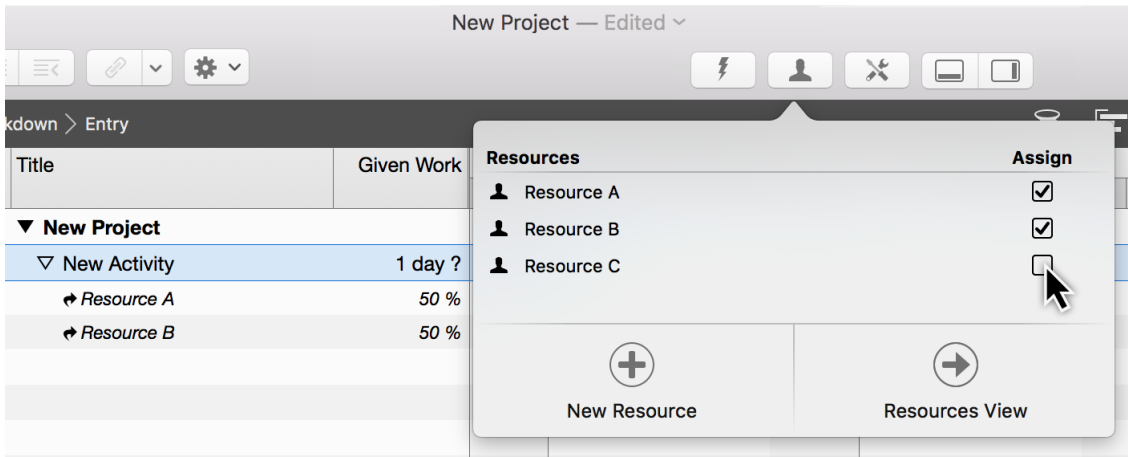 New Project — Edited
kdown > Entry
Title
Given Work
New Project
New Activity
1 day ?
Resource A
50 %
Resource B
50 %
Resources
Assign
Resource A
Resource B
Resource C
New Resource
Resources View